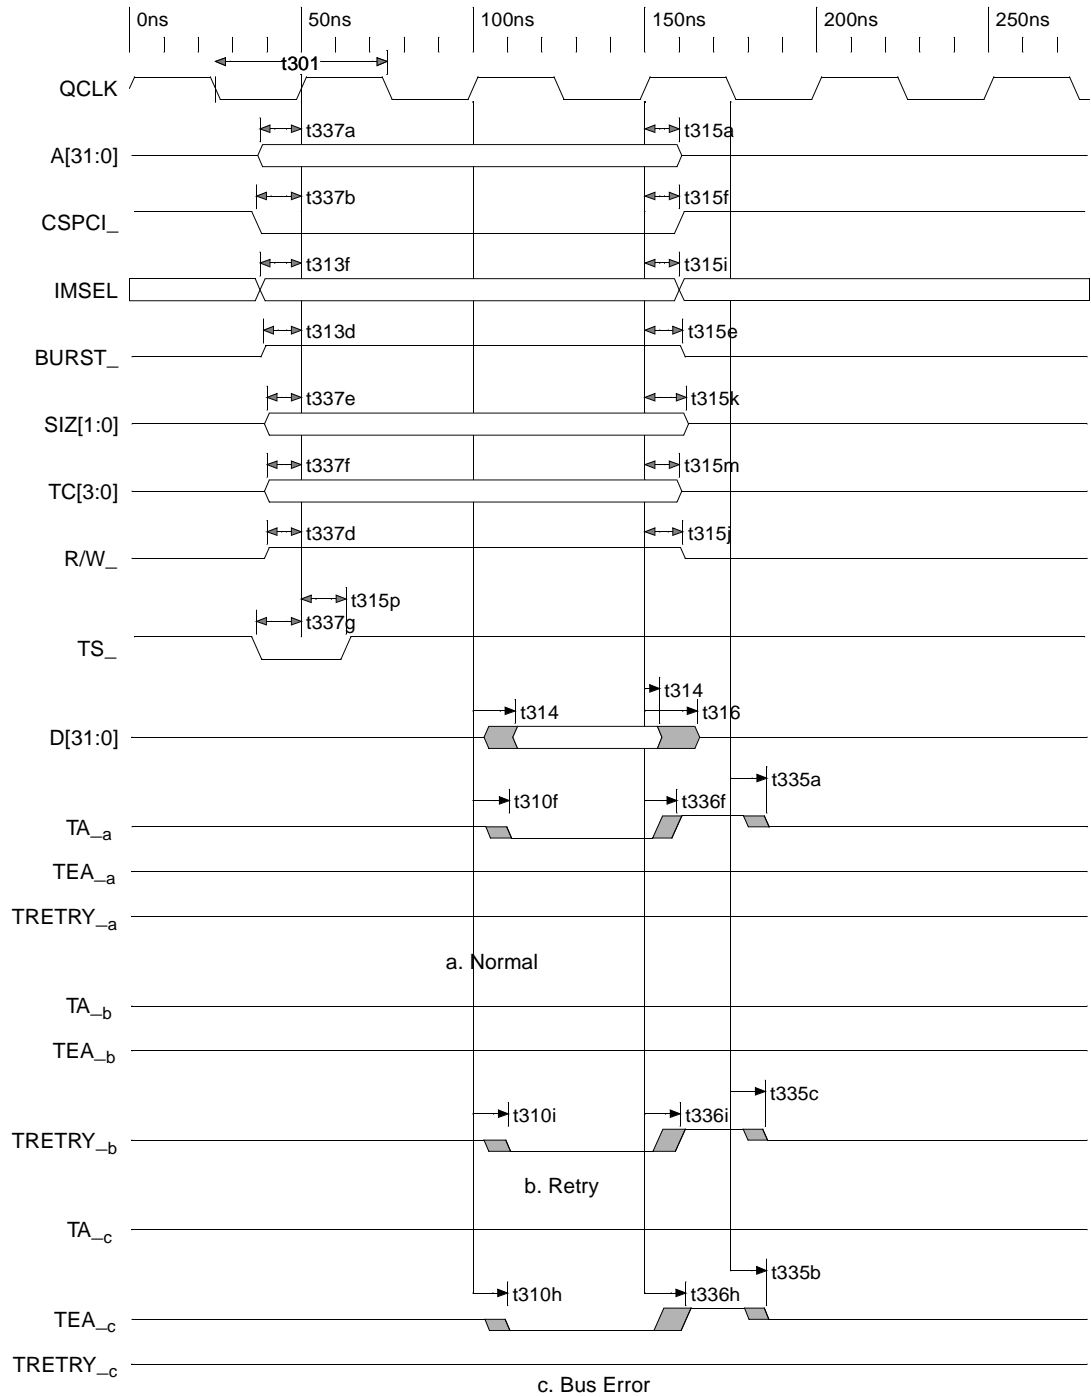 0ns 50ns 100ns 150ns 200ns 250ns
t301
QCLK
t337a t315a
A[31:0]
t337b t315f
CSPCI_
t313f t315i
IMSEL
t313d t315e
BURST_
t337e t315k
SIZ[1:0]
t337f t315m
TC[3:0]
t337d t315j
R/W_
t315p
t337g
TS_
t314
t314 t316
D[31:0]
t335a
t310f t336f
TA_a
TEA_a
TRETRY_a
a. Normal
TA_b
TEA_b
t335c
t310i t336i
TRETRY_b
b. Retry
TA_c
t335b
t310h t336h
TEA_c
TRETRY_c
c. Bus Error